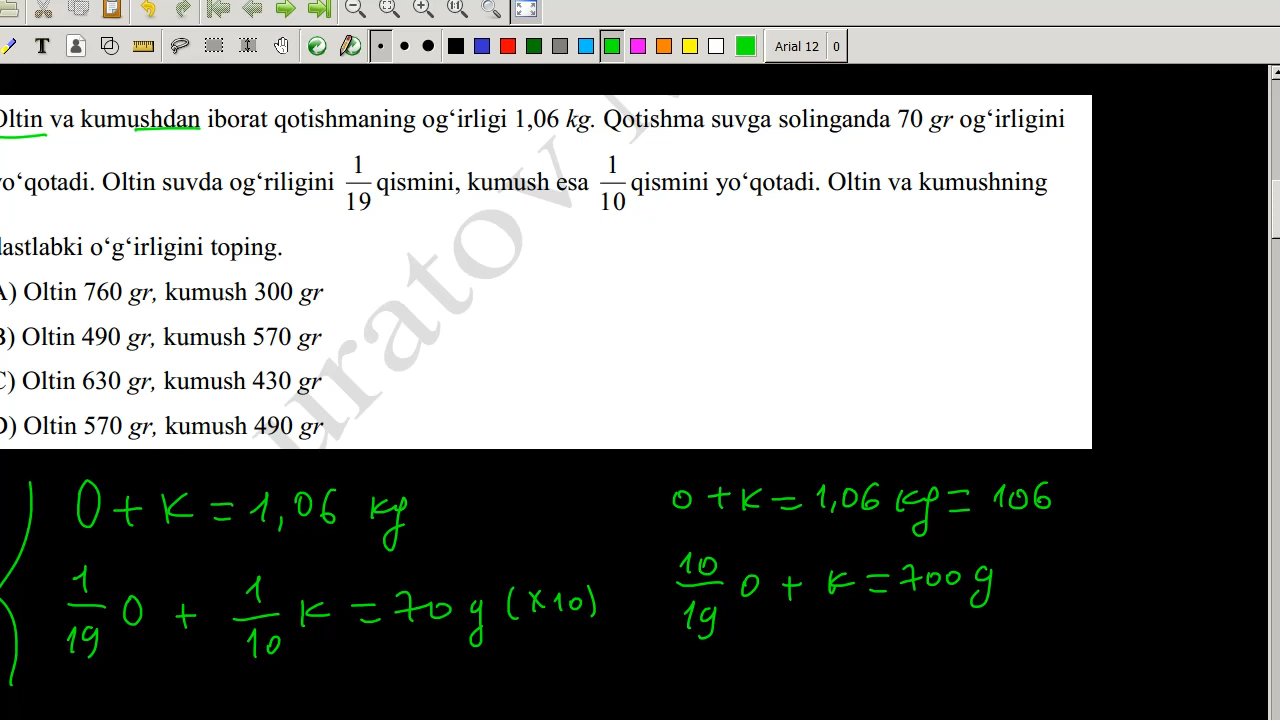 Arial 12 0
Oltin va kumushdan iborat qotishmaning og‘irligi 1,06 kg. Qotishma suvga solinganda 70 gr og‘irligini
yo‘qotadi. Oltin suvda og‘riligini 1/19 qismini, kumush esa 1/10 qismini yo‘qotadi. Oltin va kumushning
dastlabki o‘g‘irligini toping.
A) Oltin 760 gr, kumush 300 gr
B) Oltin 490 gr, kumush 570 gr
C) Oltin 630 gr, kumush 430 gr
D) Oltin 570 gr, kumush 490 gr
uratov
O + K = 1,06 kg
1/19 O + 1/10 K = 70 g (×10)
O + K = 1,06 kg = 106
10/19 O + K = 700 g